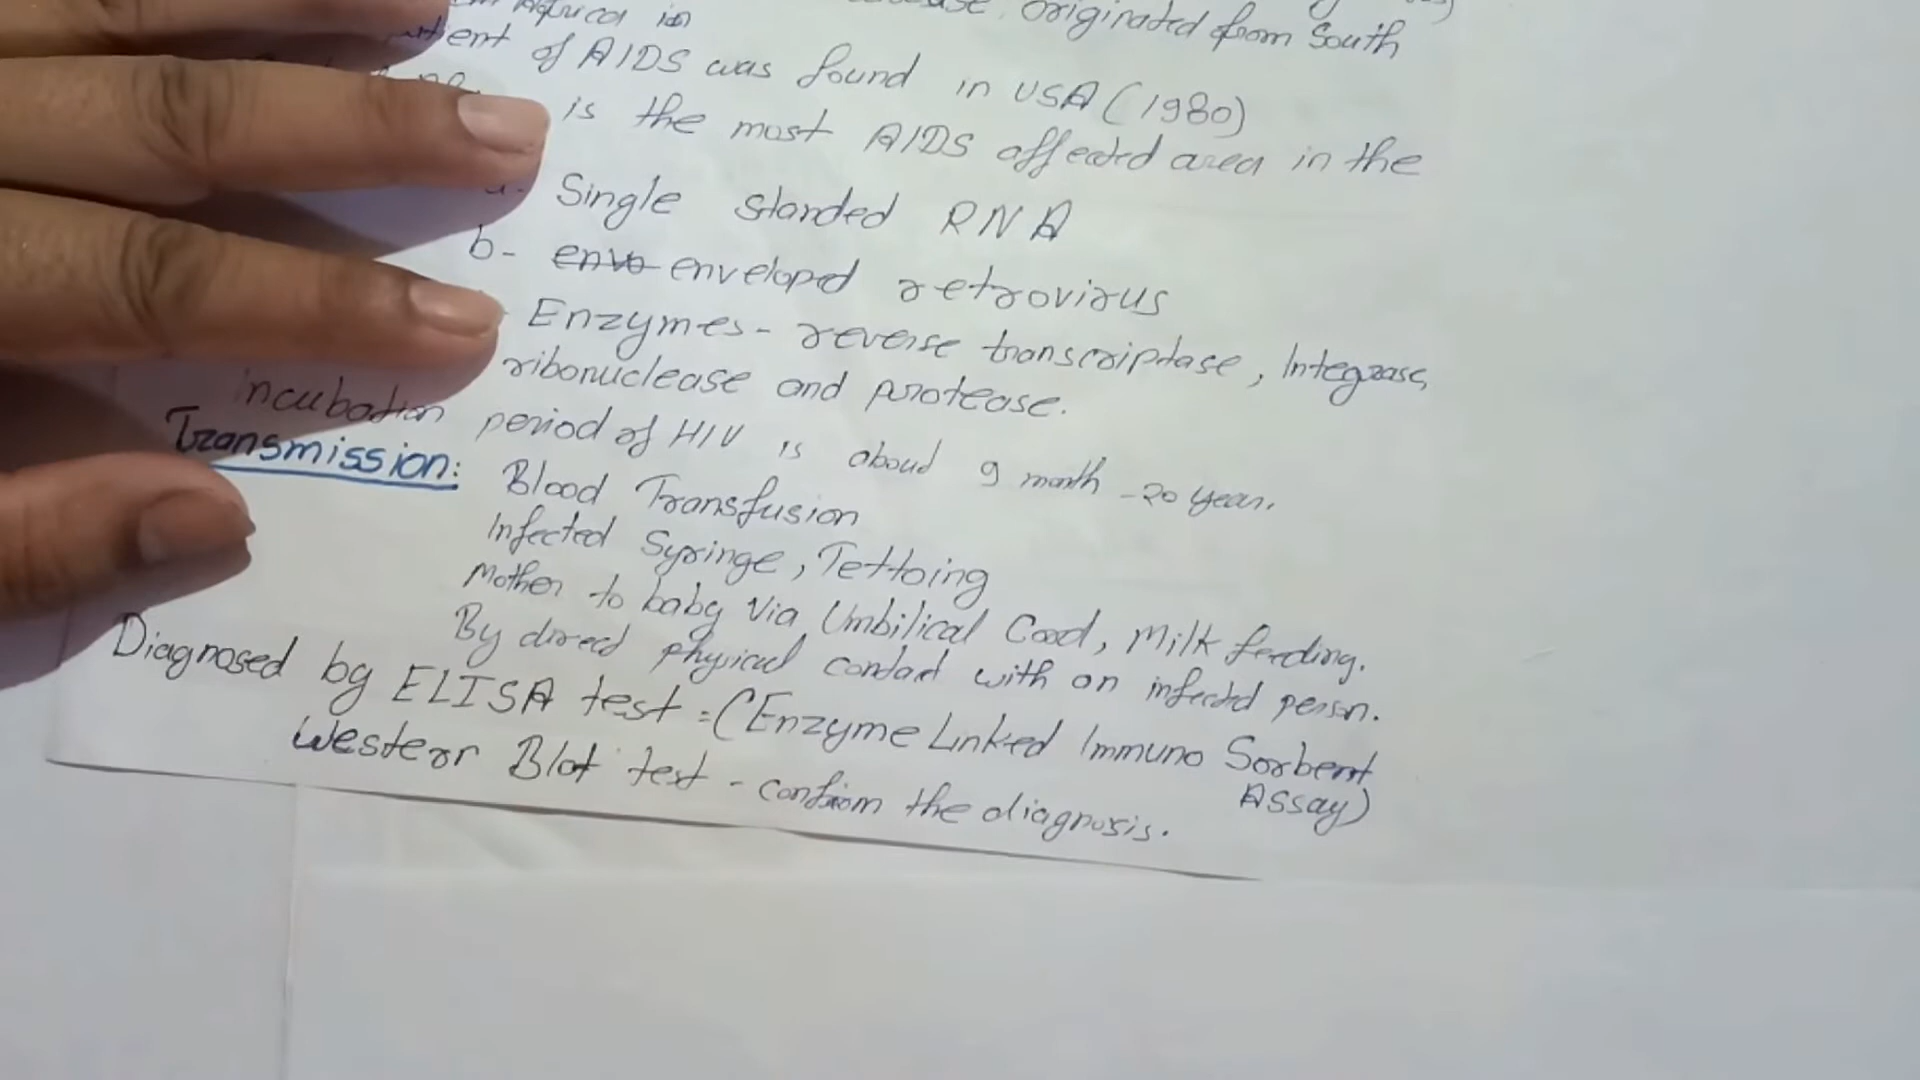 originated from South
of AIDS was found in USA (1980)
is the most AIDS affected area in the
Single standed RNA
b- envo enveloped retrovirus
Enzymes- reverse transcriptase, Integrase,
ribonuclease and protease.
incubation period of HIV is about 9 month - 20 year.
Transmission: Blood Transfusion
Infected Syringe, Tettoing
Mother to baby via Umbilical Cord, Milk feeding.
By direct physical contact with an infected person.
Diagnosed by ELISA test = (Enzyme Linked Immuno Sorbent
Assay)
Western Blot test - confirm the diagnosis.